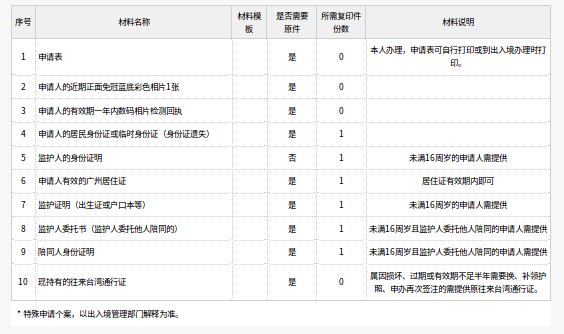 序号 材料名称 材料模板 是否需要原件 所需复印件份数 材料说明
1 申请表 是 0 本人办理，申请表可自行打印或到出入境办理时打印。
2 申请人的近期正面免冠蓝底彩色相片1张 是 0
3 申请人的有效期一年内数码相片检测回执 是 0
4 申请人的居民身份证或临时身份证（身份证遗失） 是 1
5 监护人的身份证明 否 1 未满16周岁的申请人需提供
6 申请人有效的广州居住证 是 1 居住证有效期内即可
7 监护证明（出生证或户口本等） 是 1 未满16周岁的申请人需提供
8 监护人委托书（监护人委托他人陪同的） 是 1 未满16周岁且监护人委托他人陪同的申请人需提供
9 陪同人身份证明 是 1 未满16周岁且监护人委托他人陪同的申请人需提供
10 现持有的往来台湾通行证 是 0 属因损坏、过期或有效期不足半年需要换、补领护照、申办再次签注的需提供原往来台湾通行证。
* 特殊申请个案，以出入境管理部门解释为准。